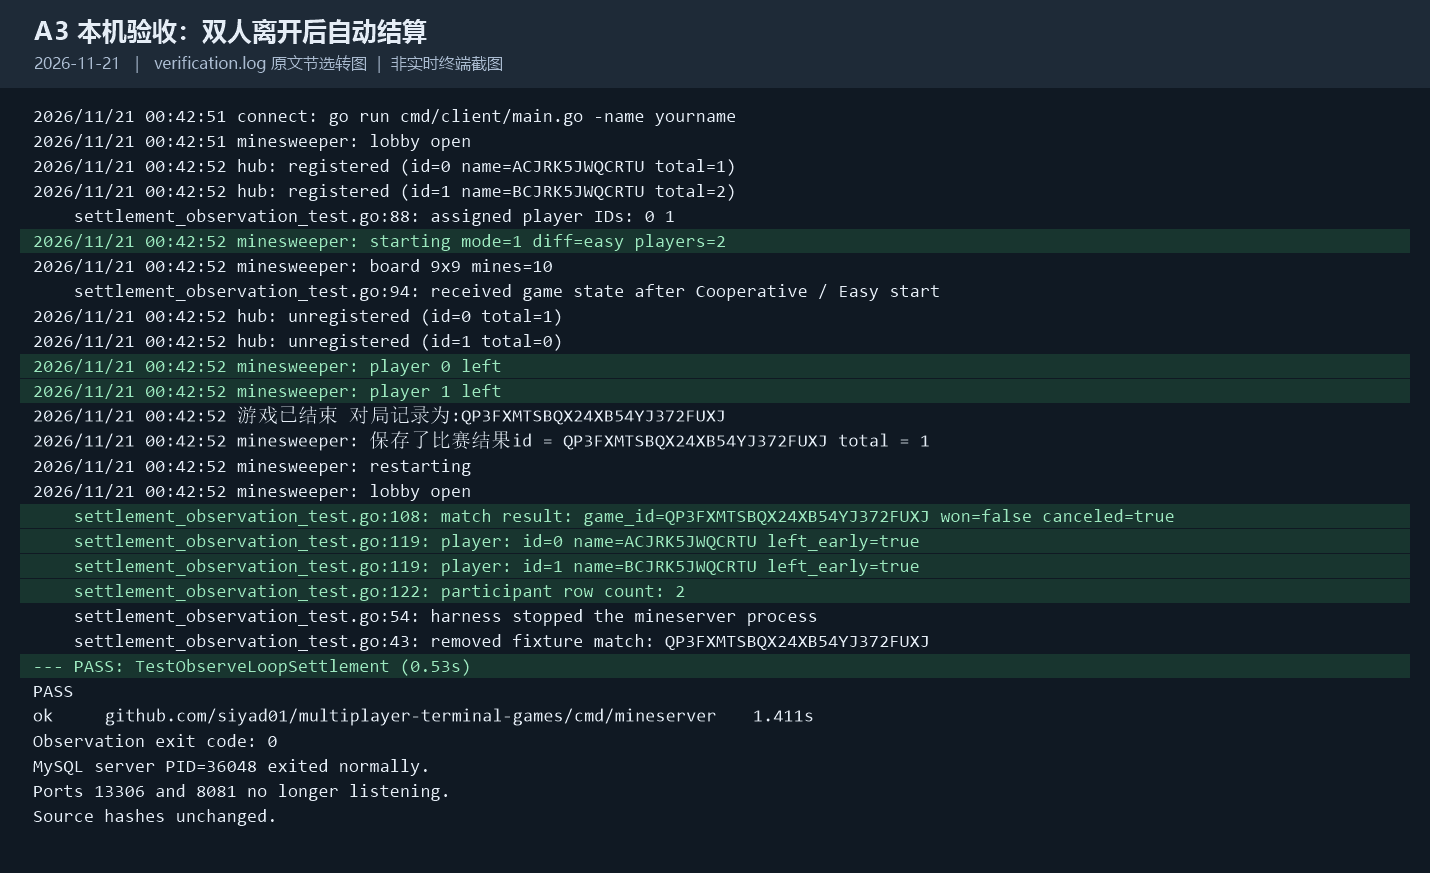 A3 本机验收：双人离开后自动结算
2026-11-21 | verification.log 原文节选转图 | 非实时终端截图
2026/11/21 00:42:51 connect: go run cmd/client/main.go -name yourname
2026/11/21 00:42:51 minesweeper: lobby open
2026/11/21 00:42:52 hub: registered (id=0 name=ACJRK5JWQCRTU total=1)
2026/11/21 00:42:52 hub: registered (id=1 name=BCJRK5JWQCRTU total=2)
    settlement_observation_test.go:88: assigned player IDs: 0 1
2026/11/21 00:42:52 minesweeper: starting mode=1 diff=easy players=2
2026/11/21 00:42:52 minesweeper: board 9x9 mines=10
    settlement_observation_test.go:94: received game state after Cooperative / Easy start
2026/11/21 00:42:52 hub: unregistered (id=0 total=1)
2026/11/21 00:42:52 hub: unregistered (id=1 total=0)
2026/11/21 00:42:52 minesweeper: player 0 left
2026/11/21 00:42:52 minesweeper: player 1 left
2026/11/21 00:42:52 游戏已结束 对局记录为:QP3FXMTSBQX24XB54YJ372FUXJ
2026/11/21 00:42:52 minesweeper: 保存了比赛结果id = QP3FXMTSBQX24XB54YJ372FUXJ total = 1
2026/11/21 00:42:52 minesweeper: restarting
2026/11/21 00:42:52 minesweeper: lobby open
    settlement_observation_test.go:108: match result: game_id=QP3FXMTSBQX24XB54YJ372FUXJ won=false canceled=true
    settlement_observation_test.go:119: player: id=0 name=ACJRK5JWQCRTU left_early=true
    settlement_observation_test.go:119: player: id=1 name=BCJRK5JWQCRTU left_early=true
    settlement_observation_test.go:122: participant row count: 2
    settlement_observation_test.go:54: harness stopped the mineserver process
    settlement_observation_test.go:43: removed fixture match: QP3FXMTSBQX24XB54YJ372FUXJ
--- PASS: TestObserveLoopSettlement (0.53s)
PASS
ok     github.com/siyad01/multiplayer-terminal-games/cmd/mineserver    1.411s
Observation exit code: 0
MySQL server PID=36048 exited normally.
Ports 13306 and 8081 no longer listening.
Source hashes unchanged.